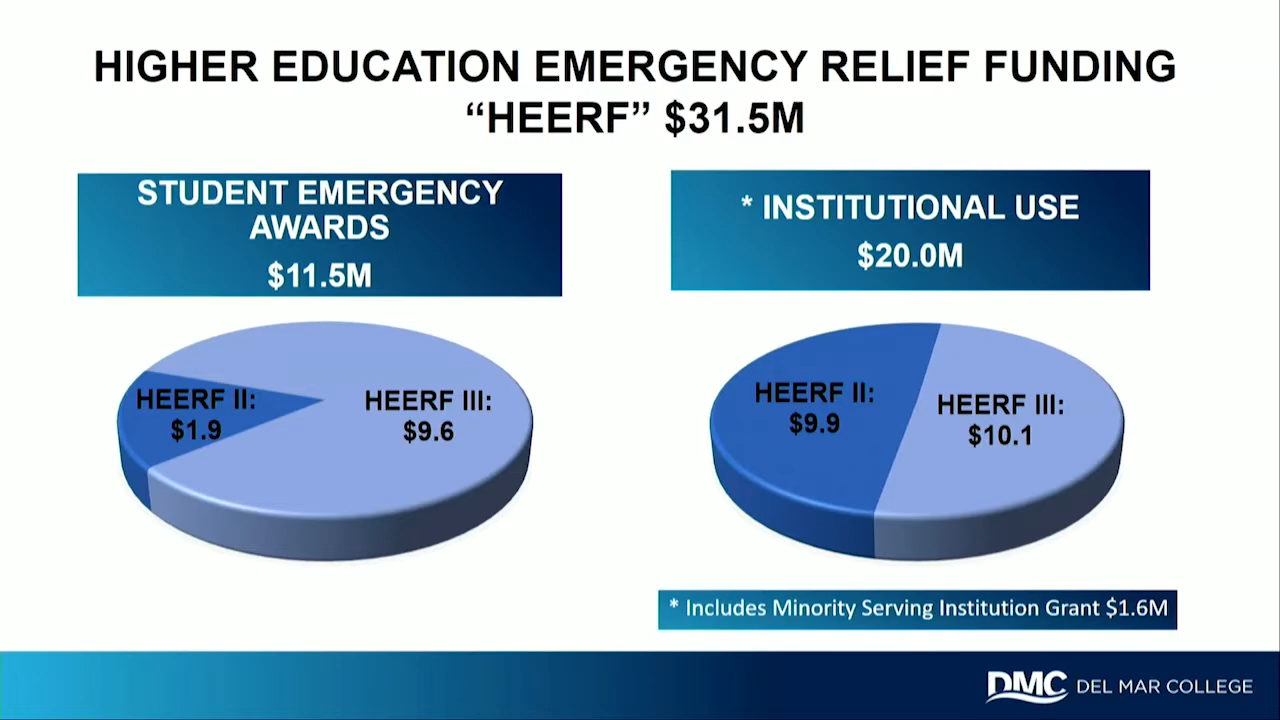 HIGHER EDUCATION EMERGENCY RELIEF FUNDING
“HEERF” $31.5M
STUDENT EMERGENCY
AWARDS
$11.5M
* INSTITUTIONAL USE
$20.0M
HEERF II:
$1.9
HEERF III:
$9.6
HEERF II:
$9.9
HEERF III:
$10.1
* Includes Minority Serving Institution Grant $1.6M
DMC DEL MAR COLLEGE